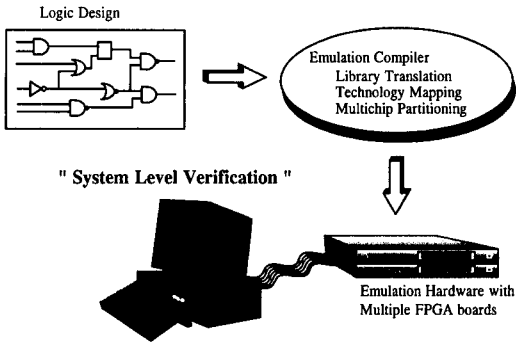 Logic Design
Emulation Compiler
Library Translation
Technology Mapping
Multichip Partitioning
" System Level Verification "
Emulation Hardware with
Multiple FPGA boards